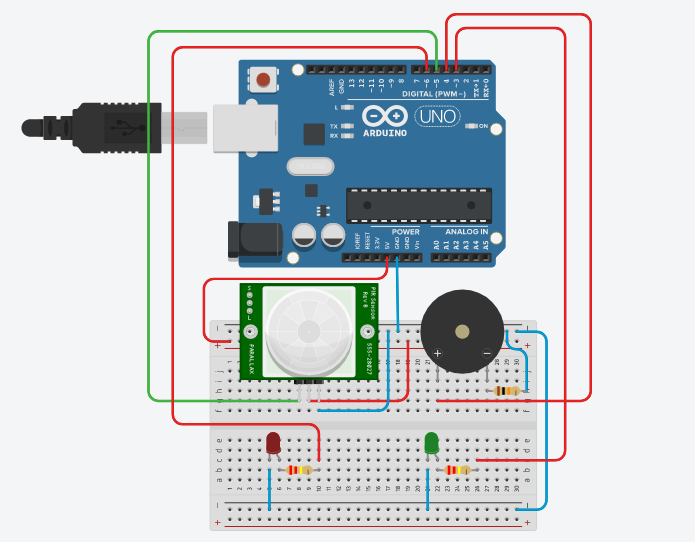 AREF
GND
13
12
~11
~10
~9
8
7
~6
~5
4
~3
2
TX→1
RX←0
DIGITAL (PWM~)
L
TX
RX
ARDUINO
UNO
ON
POWER
ANALOG IN
IOREF
RESET
3.3V
5V
GND
GND
Vin
A0
A1
A2
A3
A4
A5
PIR Sensor
Rev B
PARALLAX
555-28027
+
−